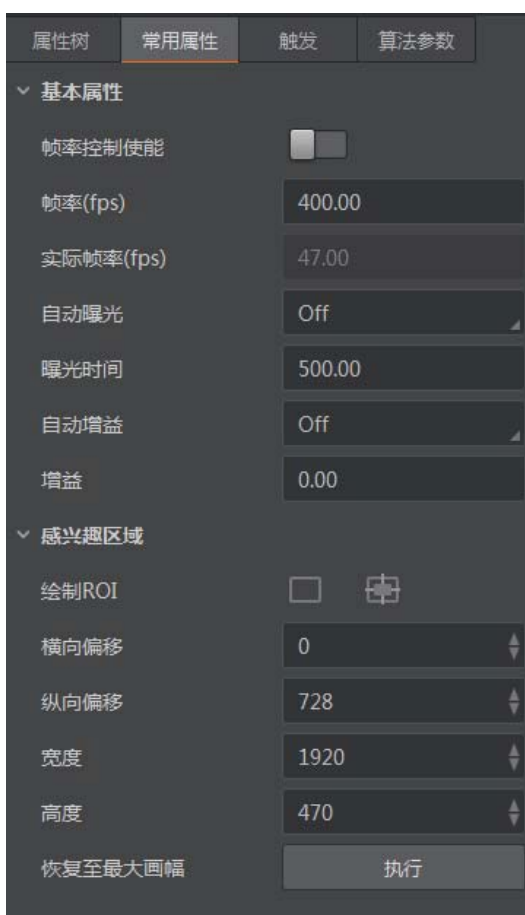 属性树 常用属性 触发 算法参数
基本属性
帧率控制使能
帧率(fps) 400.00
实际帧率(fps) 47.00
自动曝光 Off
曝光时间 500.00
自动增益 Off
增益 0.00
感兴趣区域
绘制ROI
横向偏移 0
纵向偏移 728
宽度 1920
高度 470
恢复至最大画幅 执行